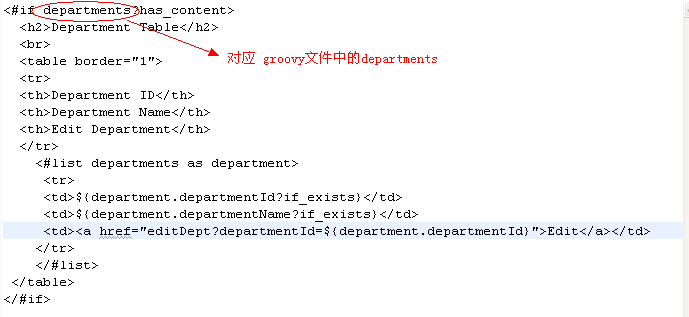 <#if departments?has_content>
<h2>Department Table</h2>
<br>
对应 groovy文件中的departments
<table border="1">
<tr>
<th>Department ID</th>
<th>Department Name</th>
<th>Edit Department</th>
</tr>
<#list departments as department>
<tr>
<td>${department.departmentId?if_exists}</td>
<td>${department.departmentName?if_exists}</td>
<td><a href="editDept?departmentId=${department.departmentId}">Edit</a></td>
</tr>
</#list>
</table>
</#if>